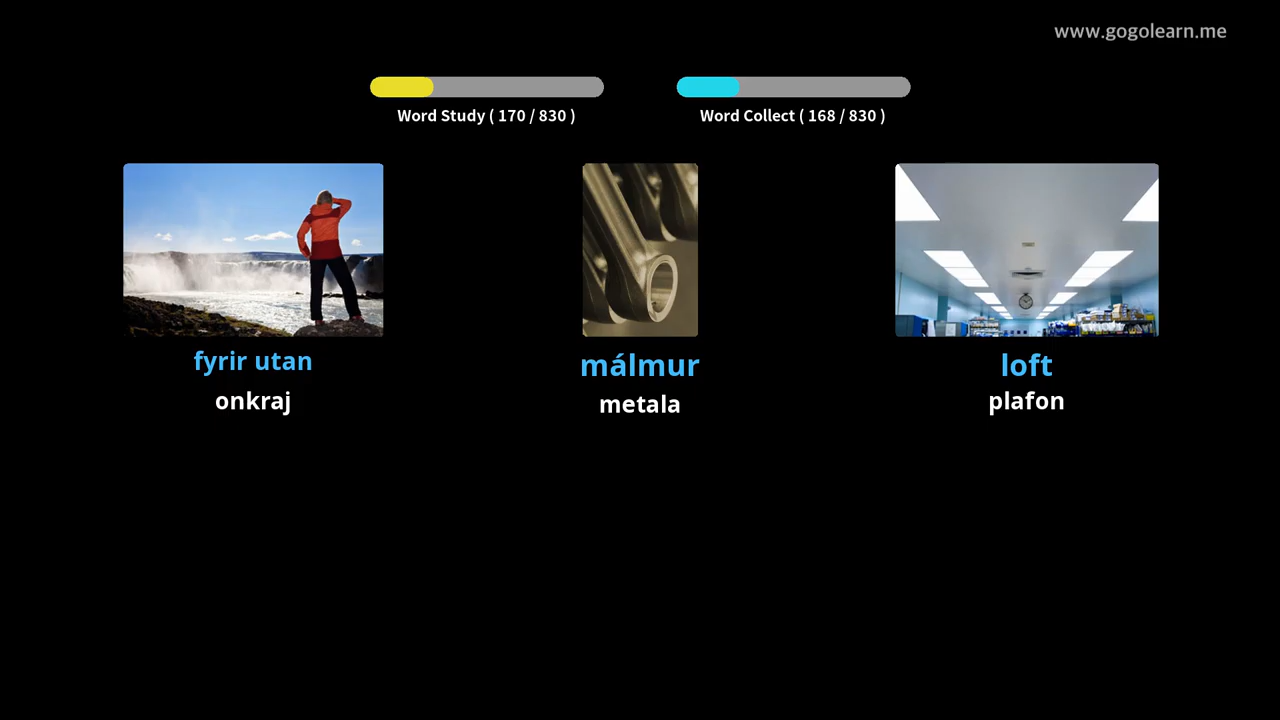 www.gogolearn.me
Word Study ( 170 / 830 )
Word Collect ( 168 / 830 )
fyrir utan
onkraj
málmur
metala
loft
plafon